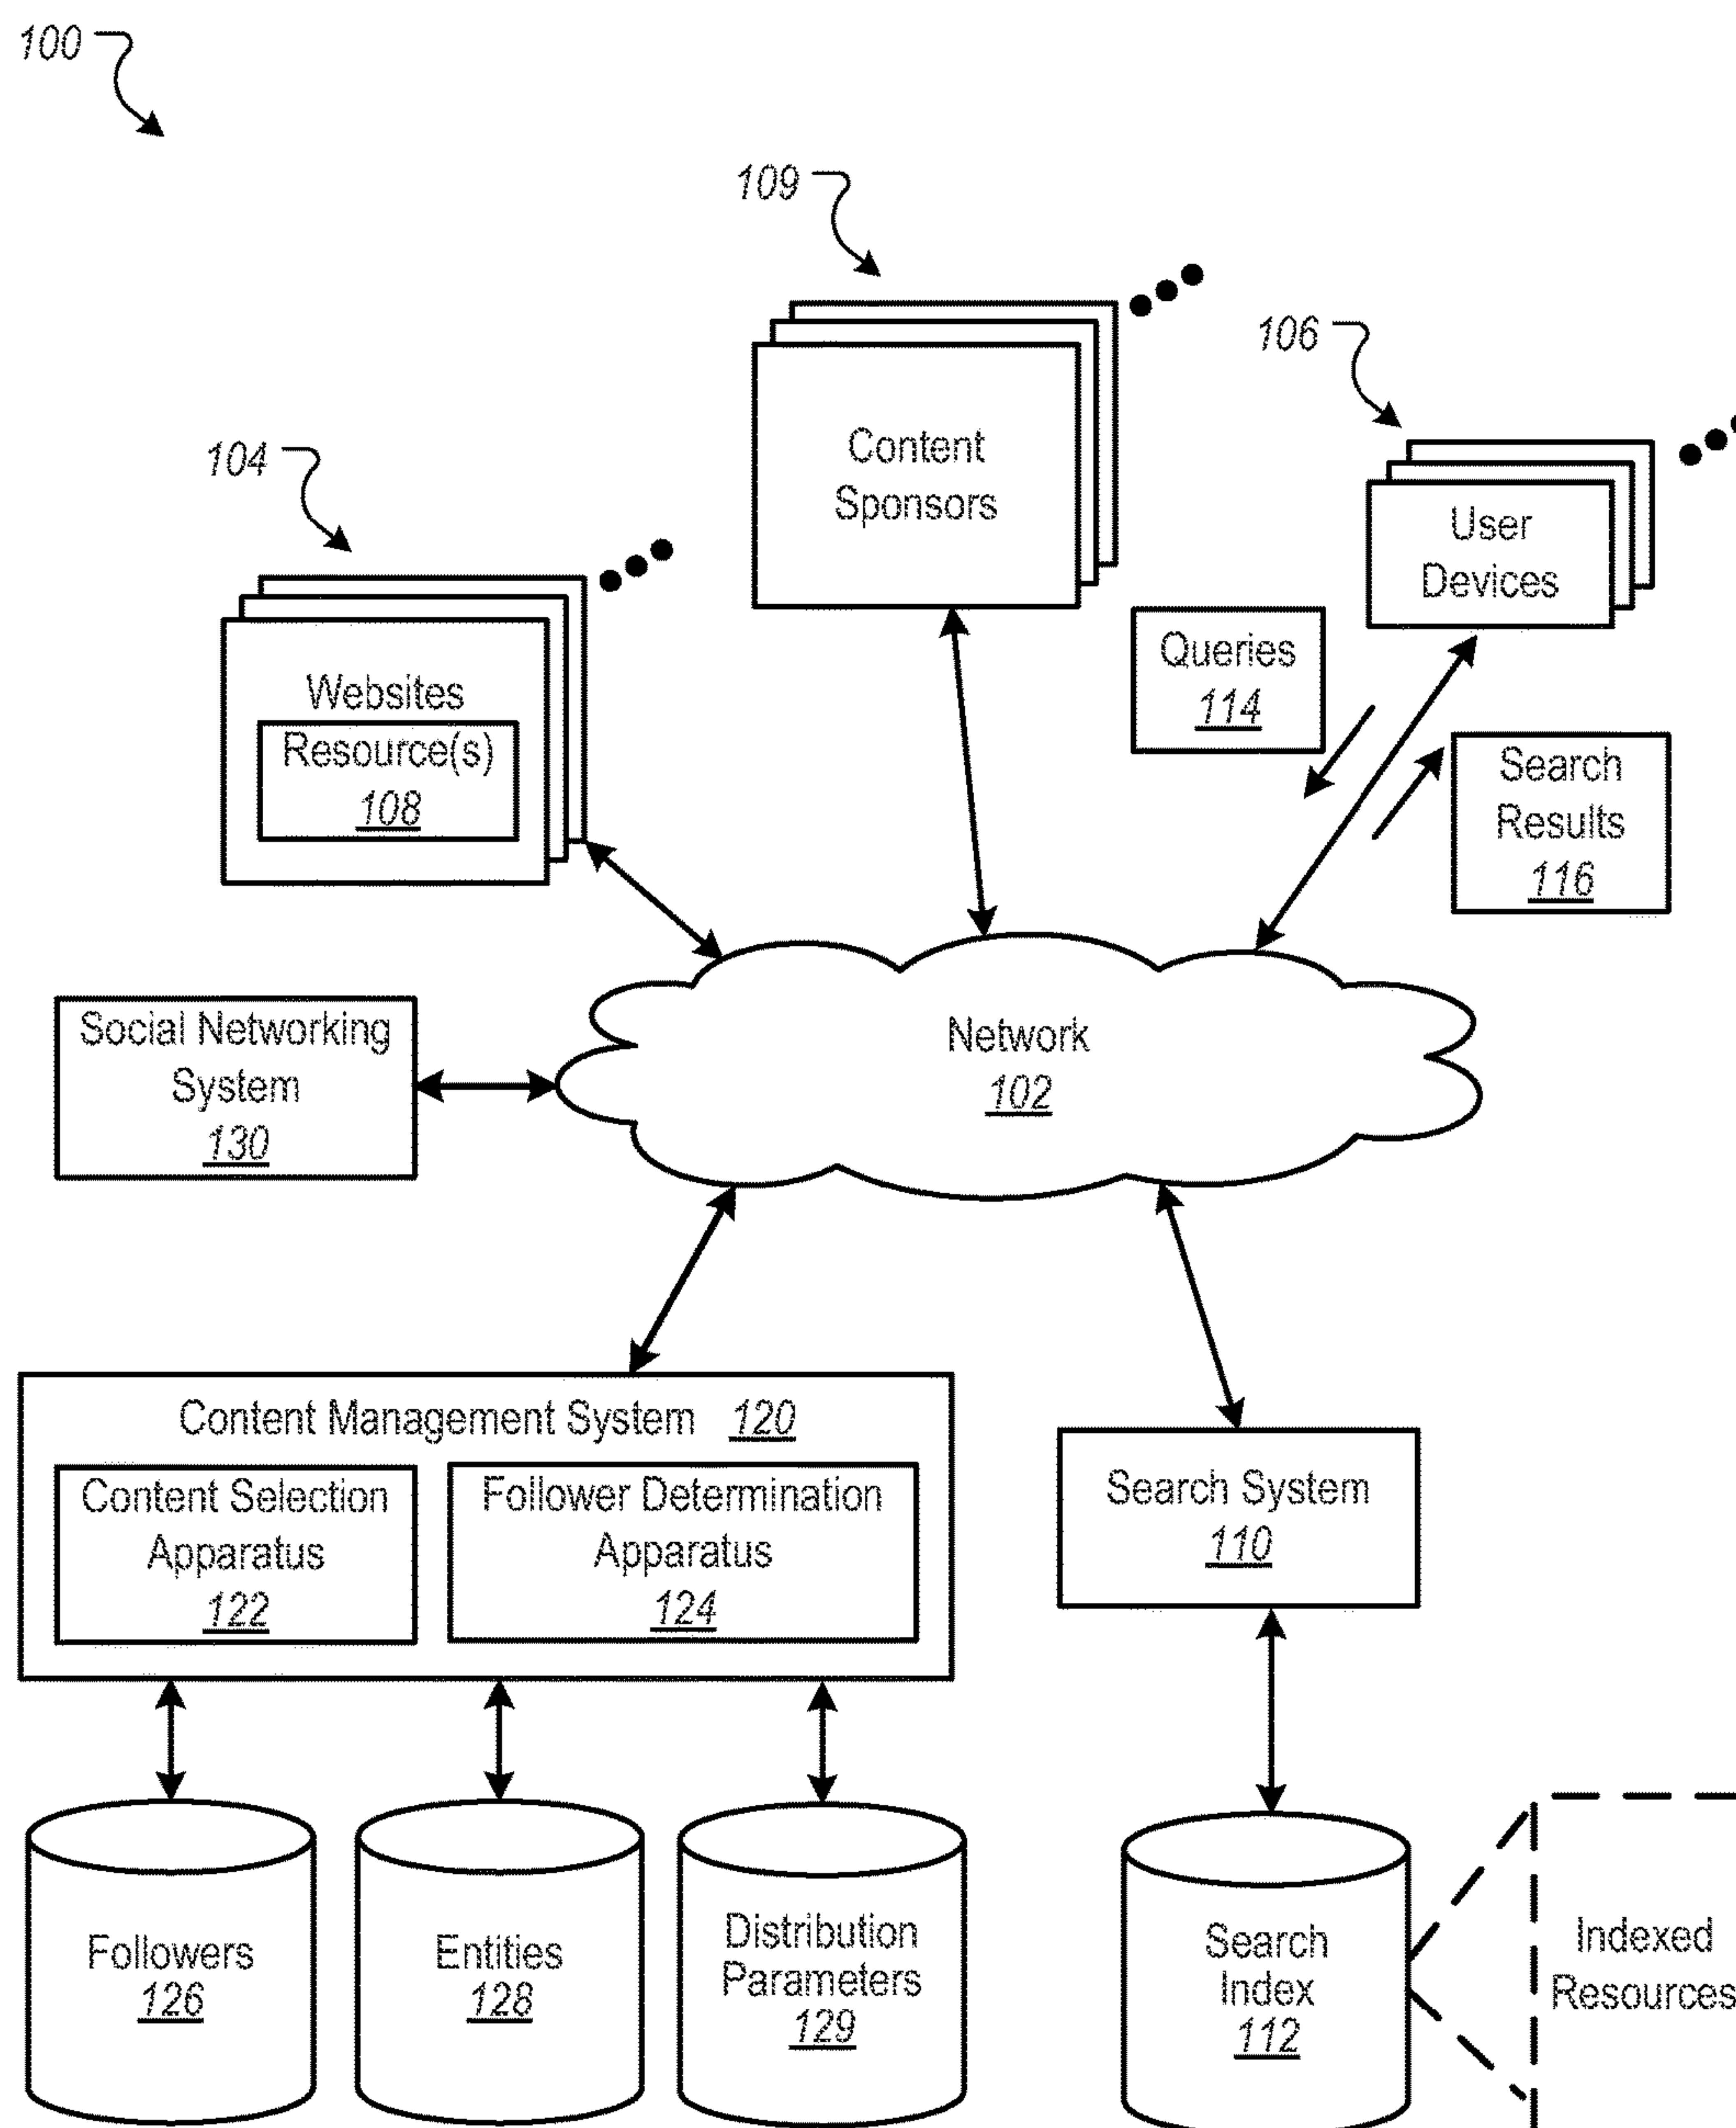 100
109
106
104
Content
Sponsors
User
Devices
Queries
114
Websites
Resource(s)
108
Search
Results
116
Social Networking
System
130
Network
102
Content Management System 120
Content Selection
Apparatus
122
Follower Determination
Apparatus
124
Search System
110
Followers
126
Entities
128
Distribution
Parameters
129
Search
Index
112
Indexed
Resources